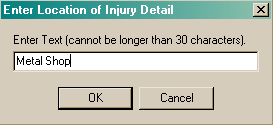 Enter Location of Injury Detail
Enter Text (cannot be longer than 30 characters).
Metal Shop
OK Cancel